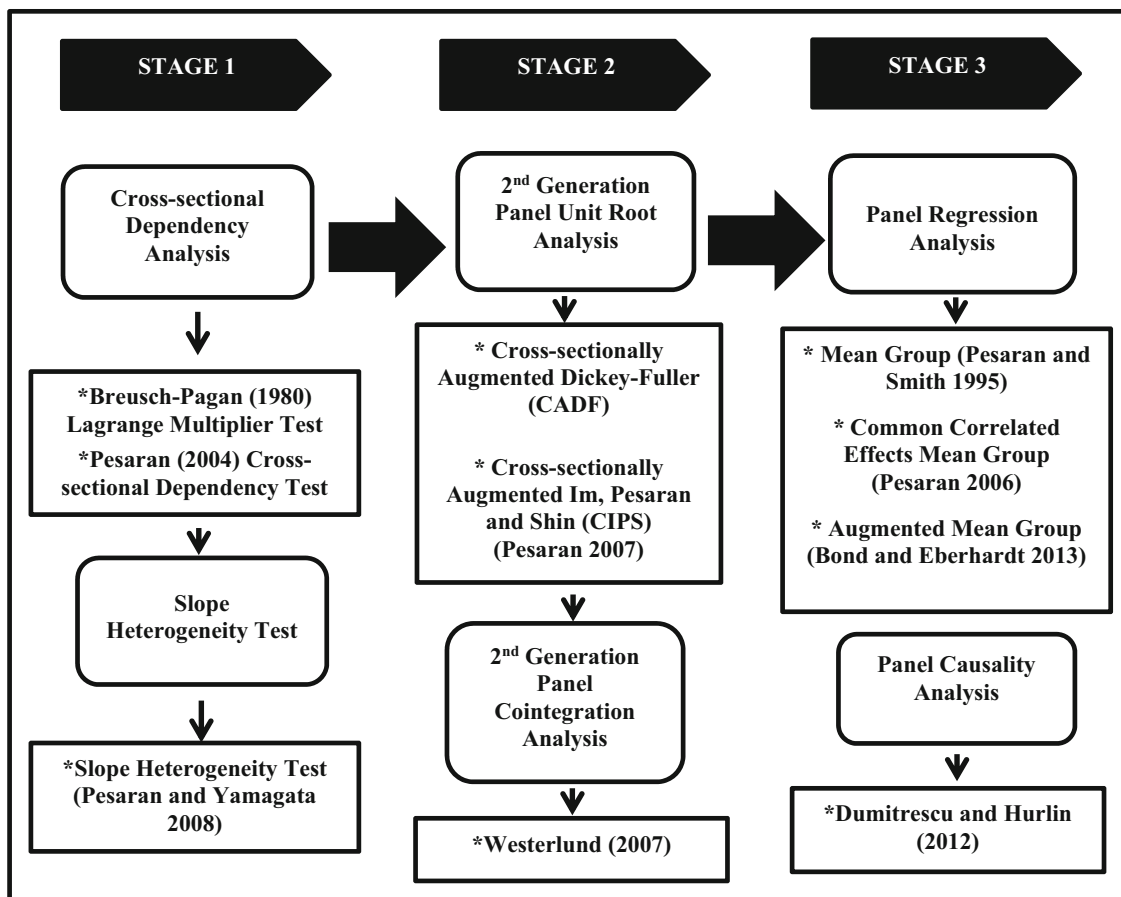 STAGE 1
STAGE 2
STAGE 3
Cross-sectional
Dependency
Analysis
*Breusch-Pagan (1980)
Lagrange Multiplier Test
*Pesaran (2004) Cross-
sectional Dependency Test
Slope
Heterogeneity Test
*Slope Heterogeneity Test
(Pesaran and Yamagata
2008)
2nd Generation
Panel Unit Root
Analysis
* Cross-sectionally
Augmented Dickey-Fuller
(CADF)
* Cross-sectionally
Augmented Im, Pesaran
and Shin (CIPS)
(Pesaran 2007)
2nd Generation
Panel
Cointegration
Analysis
*Westerlund (2007)
Panel Regression
Analysis
* Mean Group (Pesaran and
Smith 1995)
* Common Correlated
Effects Mean Group
(Pesaran 2006)
* Augmented Mean Group
(Bond and Eberhardt 2013)
Panel Causality
Analysis
*Dumitrescu and Hurlin
(2012)